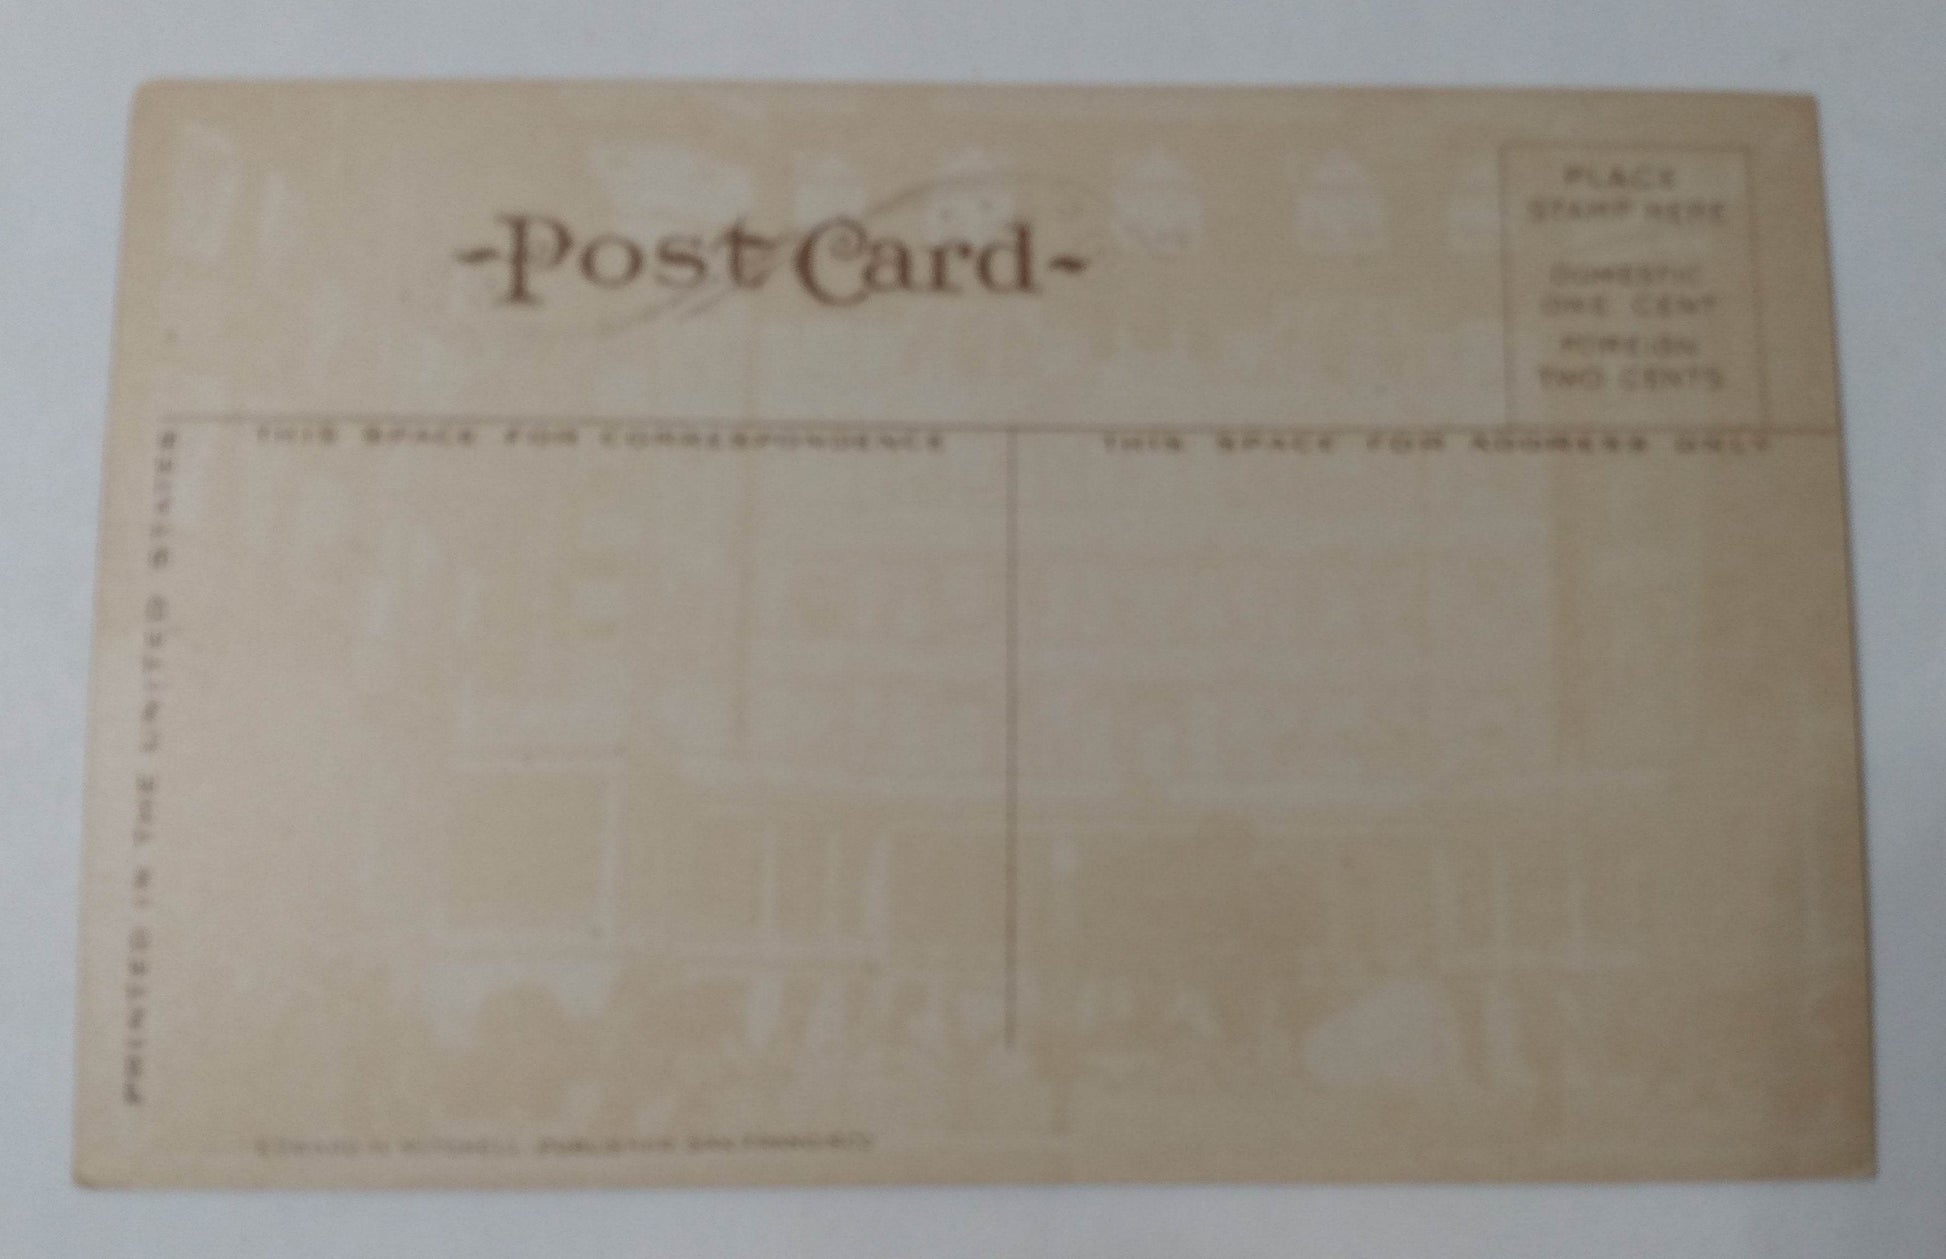 -Post Card-
PLACE
STAMP HERE
DOMESTIC
ONE CENT
FOREIGN
TWO CENTS
THIS SPACE FOR CORRESPONDENCE
THIS SPACE FOR ADDRESS ONLY
PRINTED IN THE UNITED STATES
EDWARD H. MITCHELL, PUBLISHER, SAN FRANCISCO